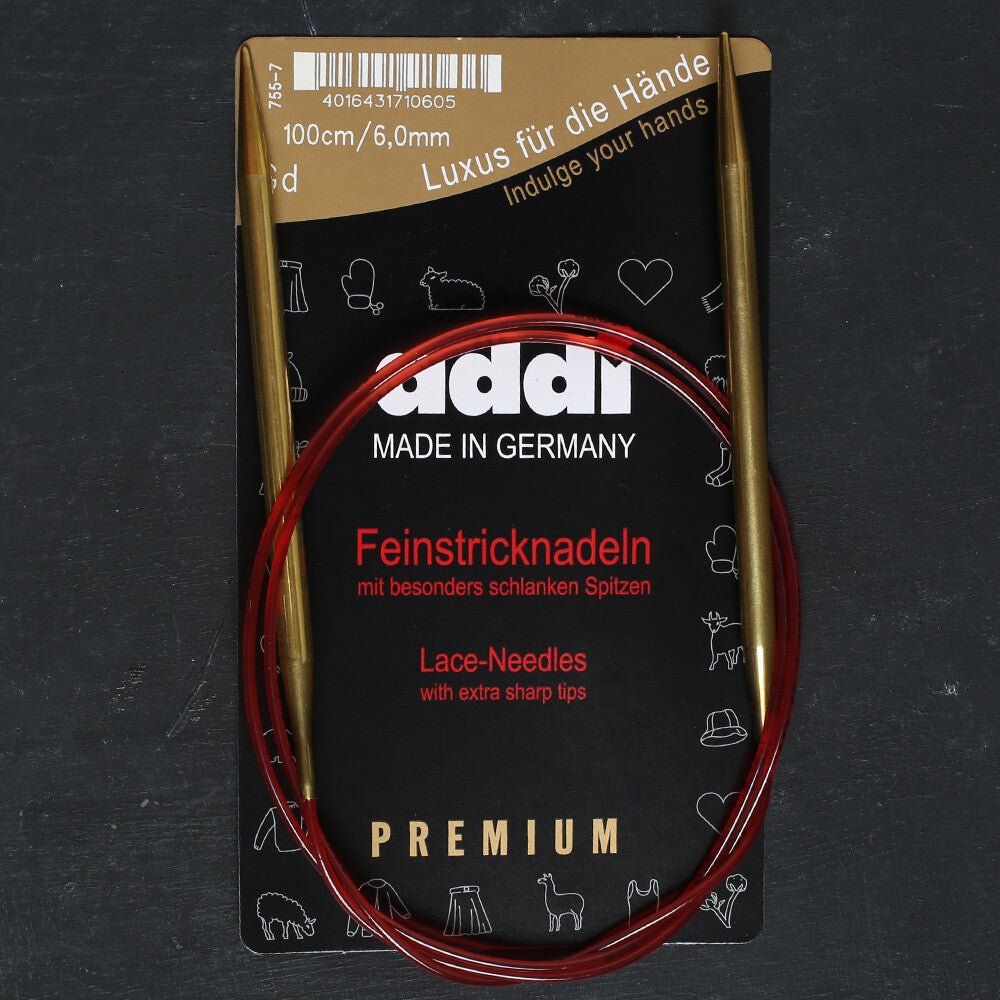 755-7
4016431710605
100cm/6,0mm
Luxus für die Hände
Indulge your hands
addi
MADE IN GERMANY
Feinstricknadeln
mit besonders schlanken Spitzen
Lace-Needles
with extra sharp tips
PREMIUM